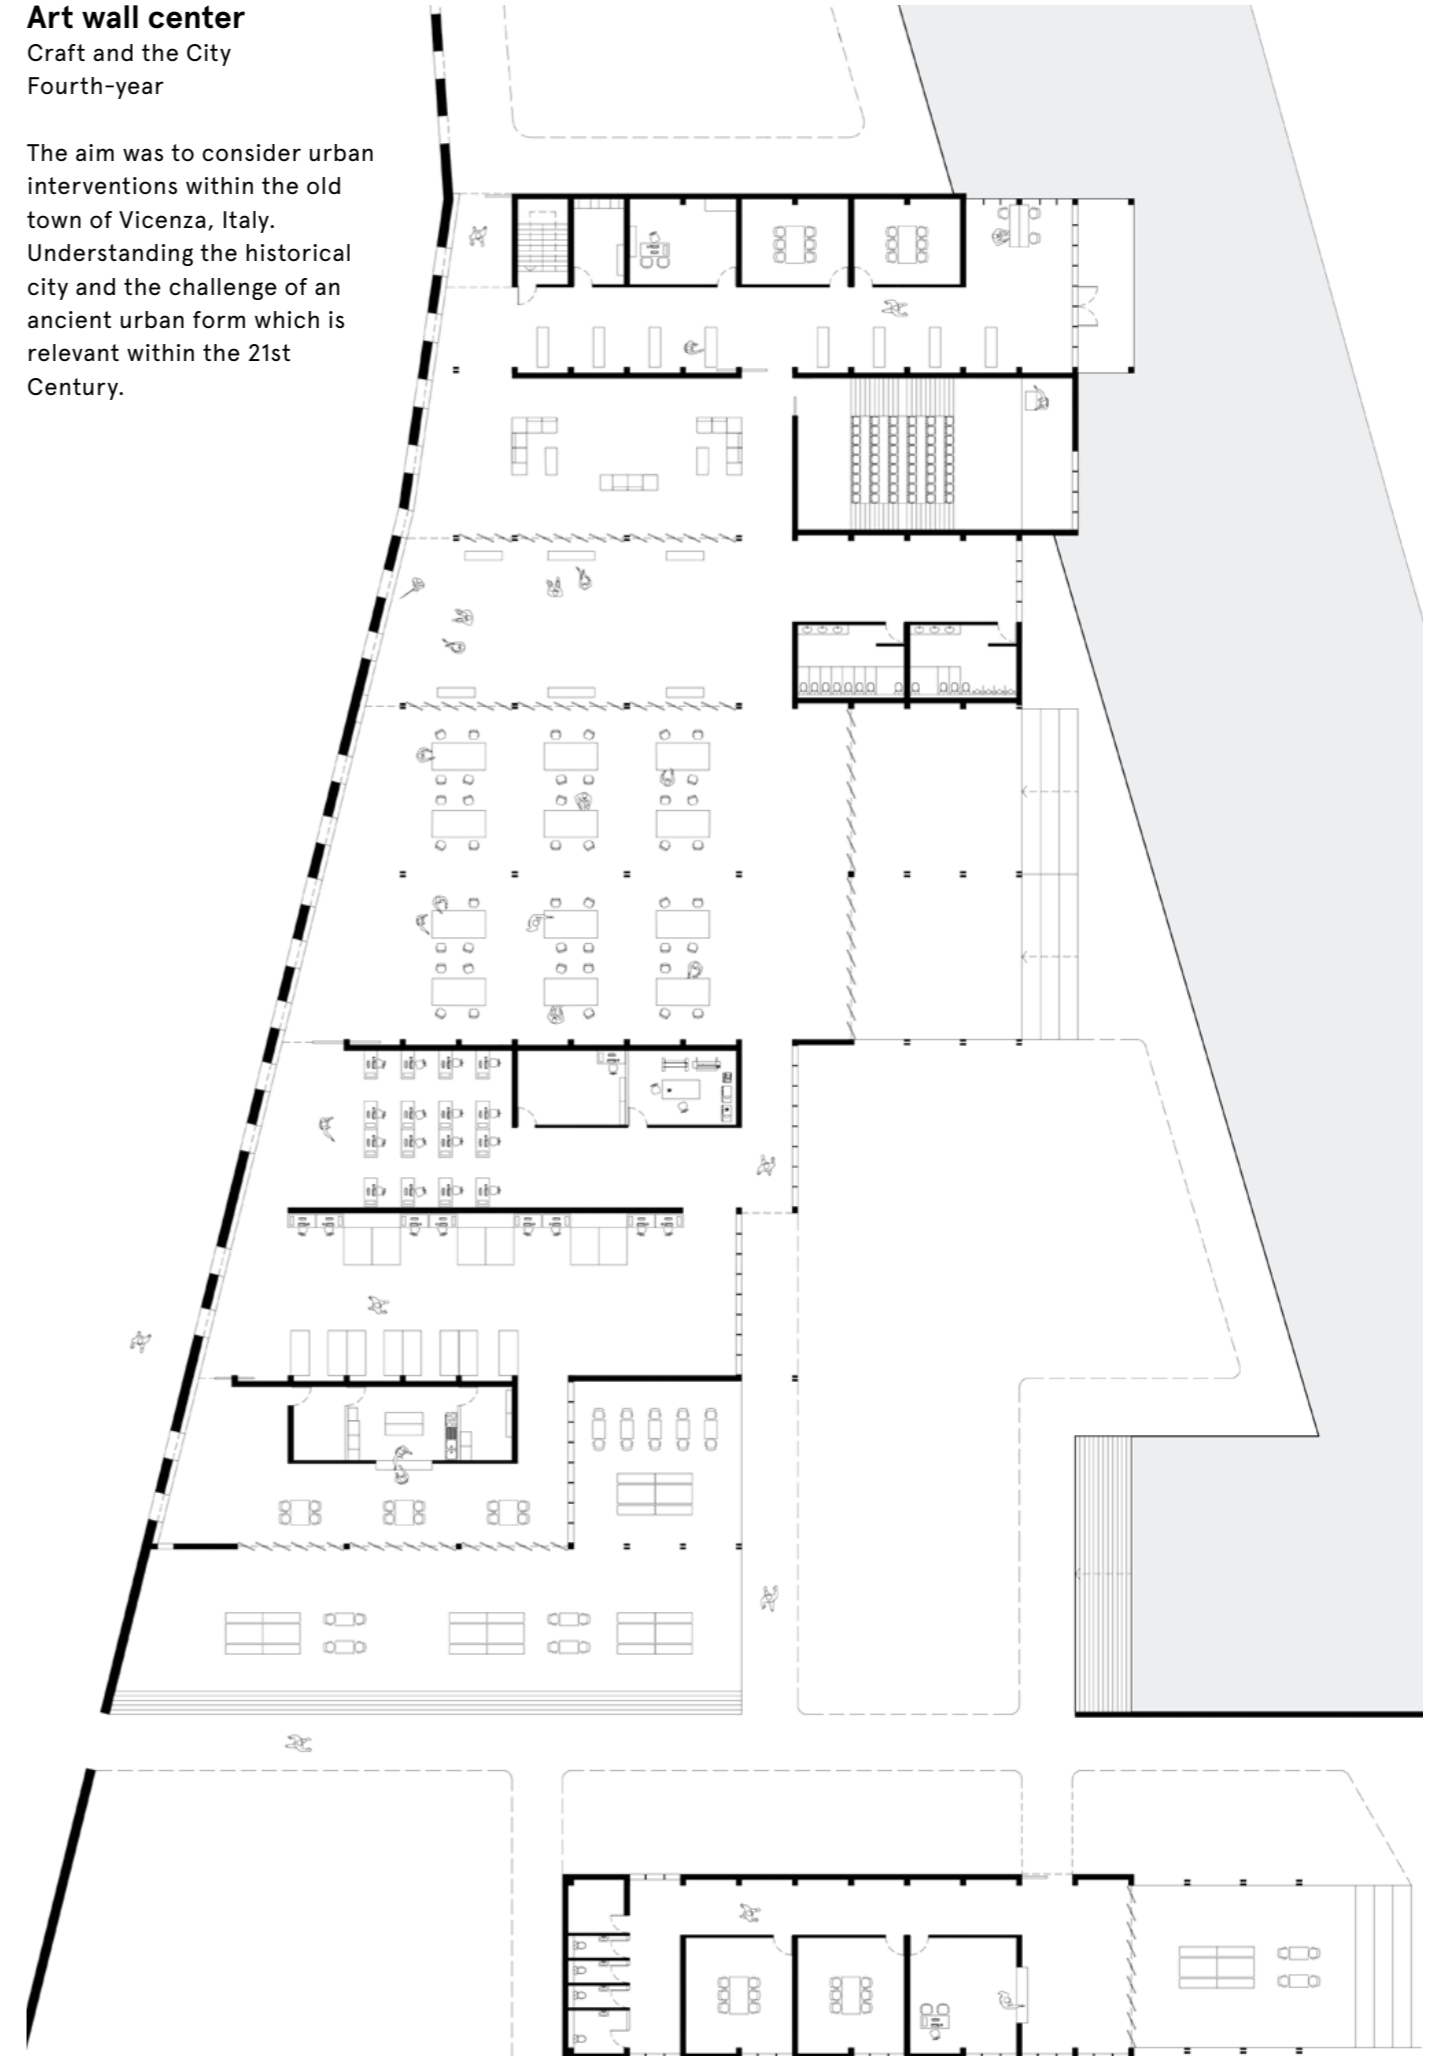 Art wall center
Craft and the City
Fourth-year
The aim was to consider urban
interventions within the old
town of Vicenza, Italy.
Understanding the historical
city and the challenge of an
ancient urban form which is
relevant within the 21st
Century.